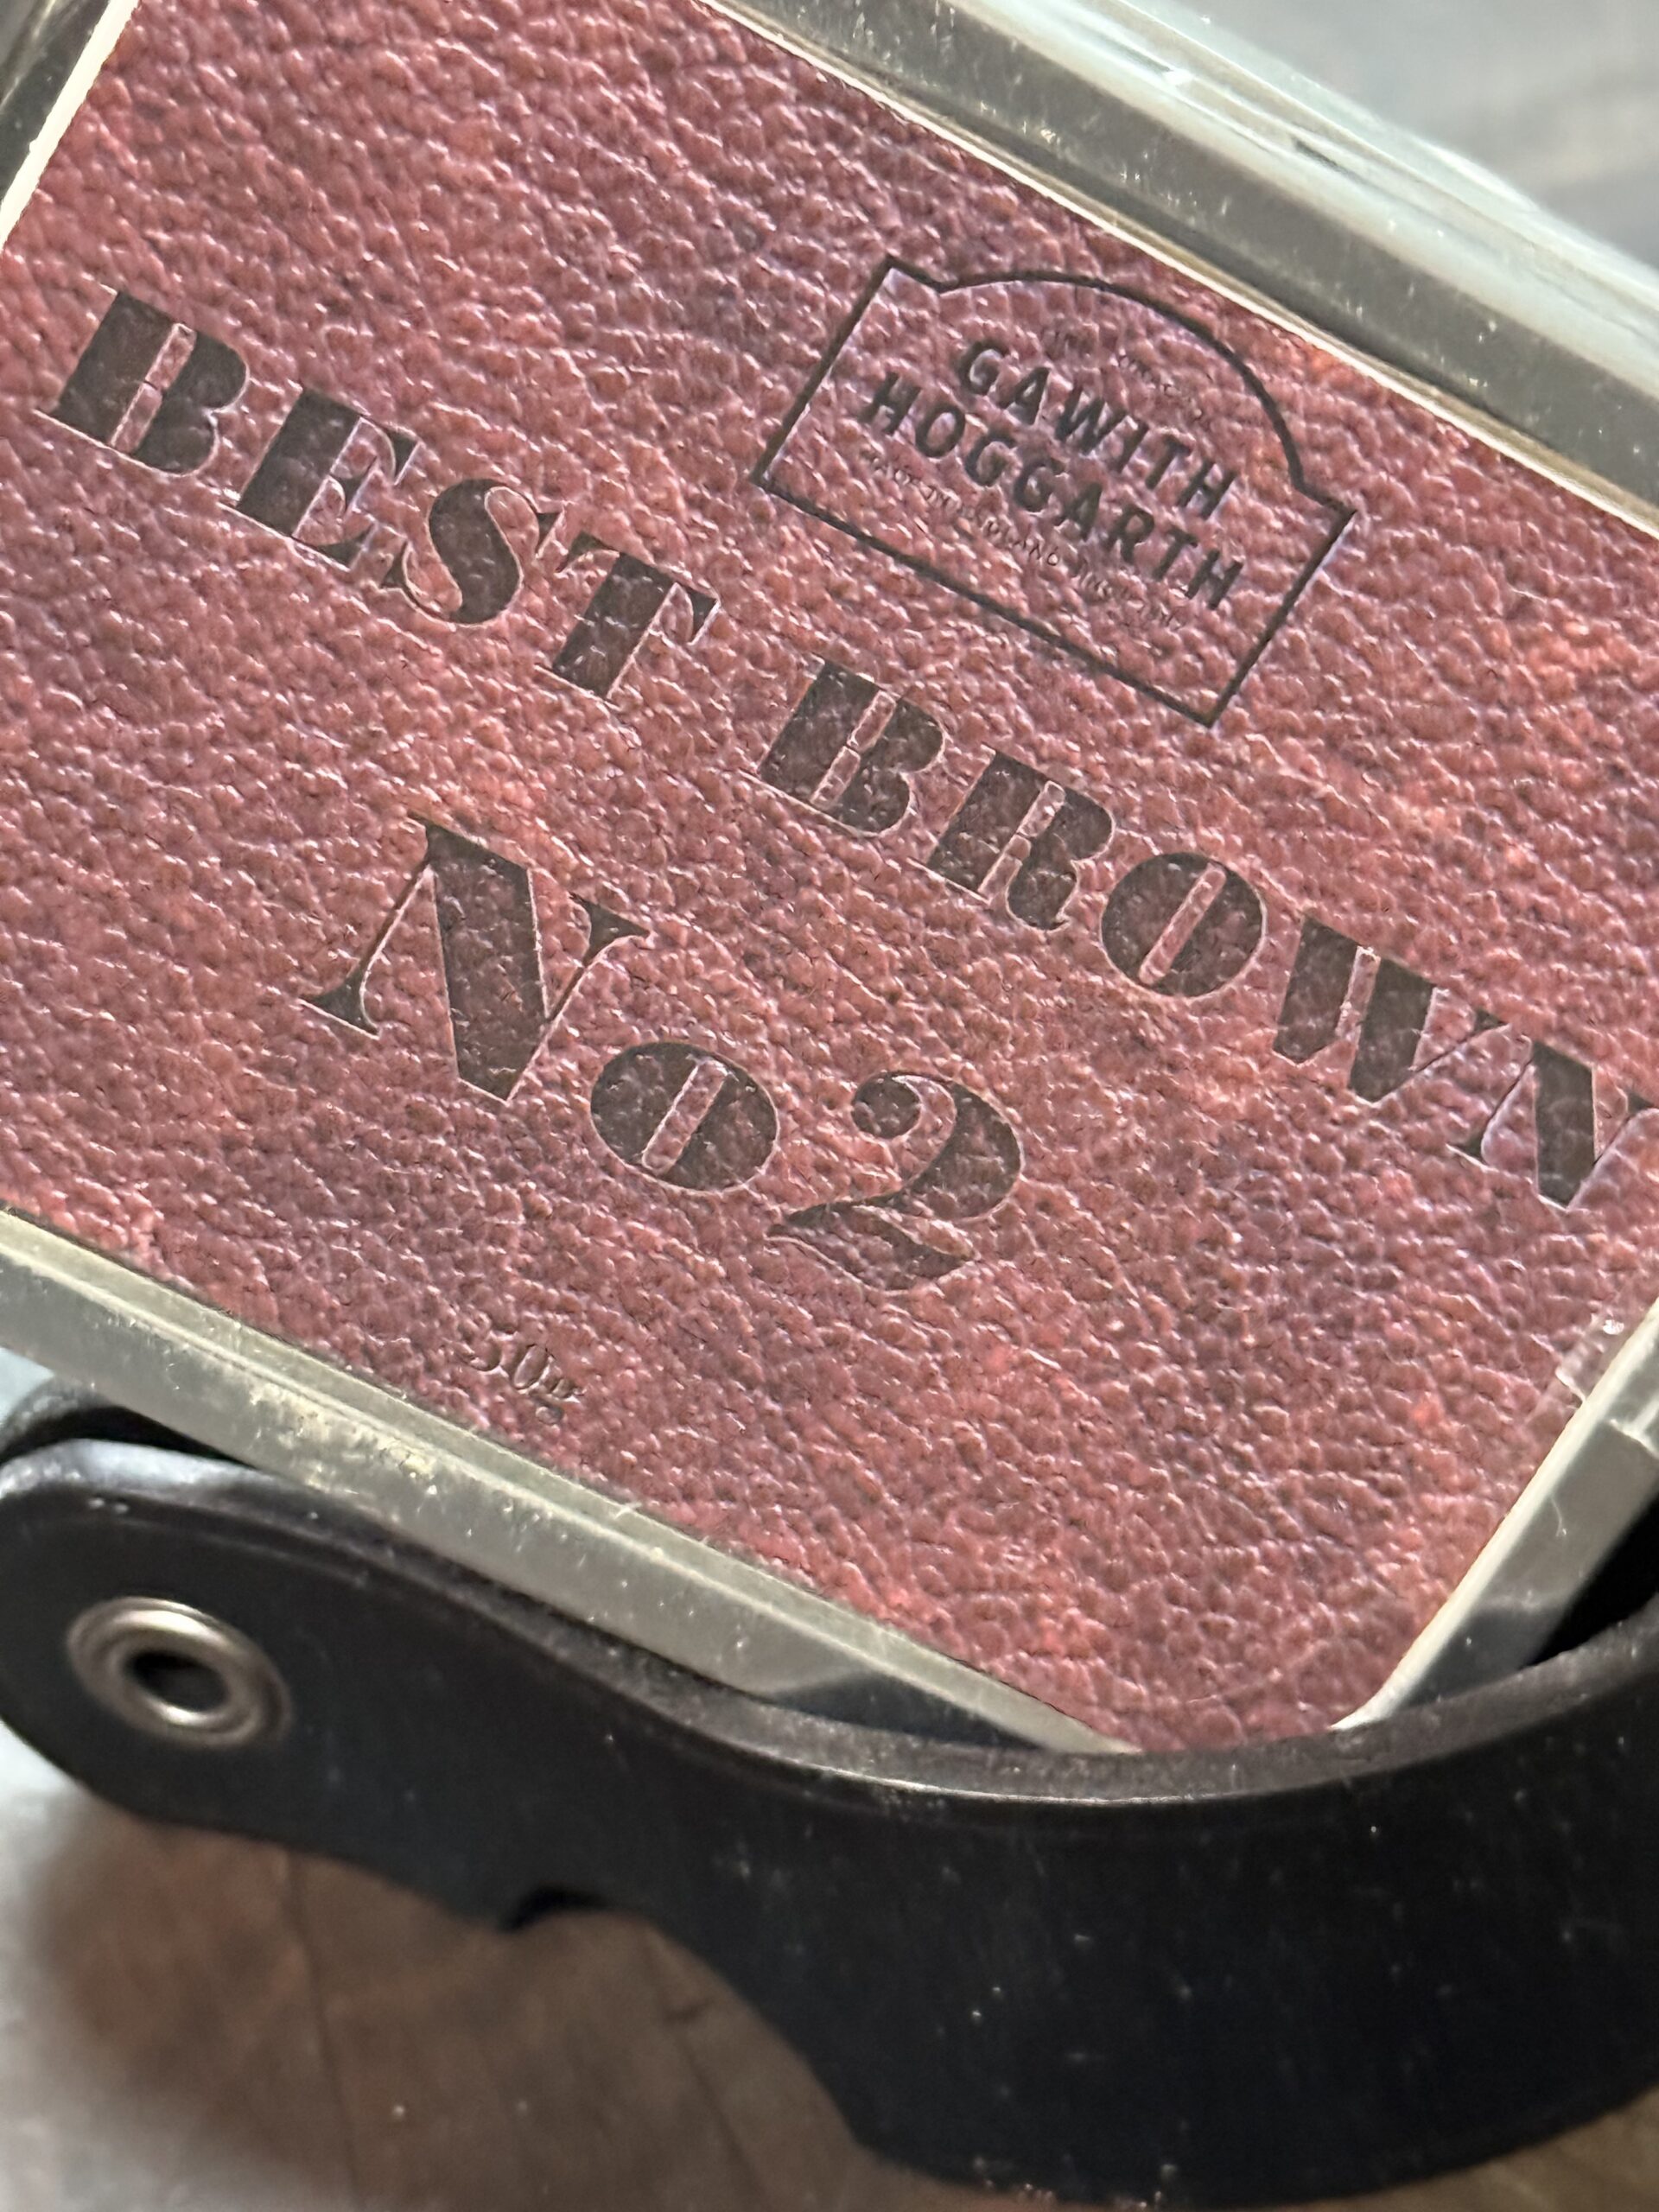 GAWITH
HOGGARTH
BEST BROWN
No2
50g